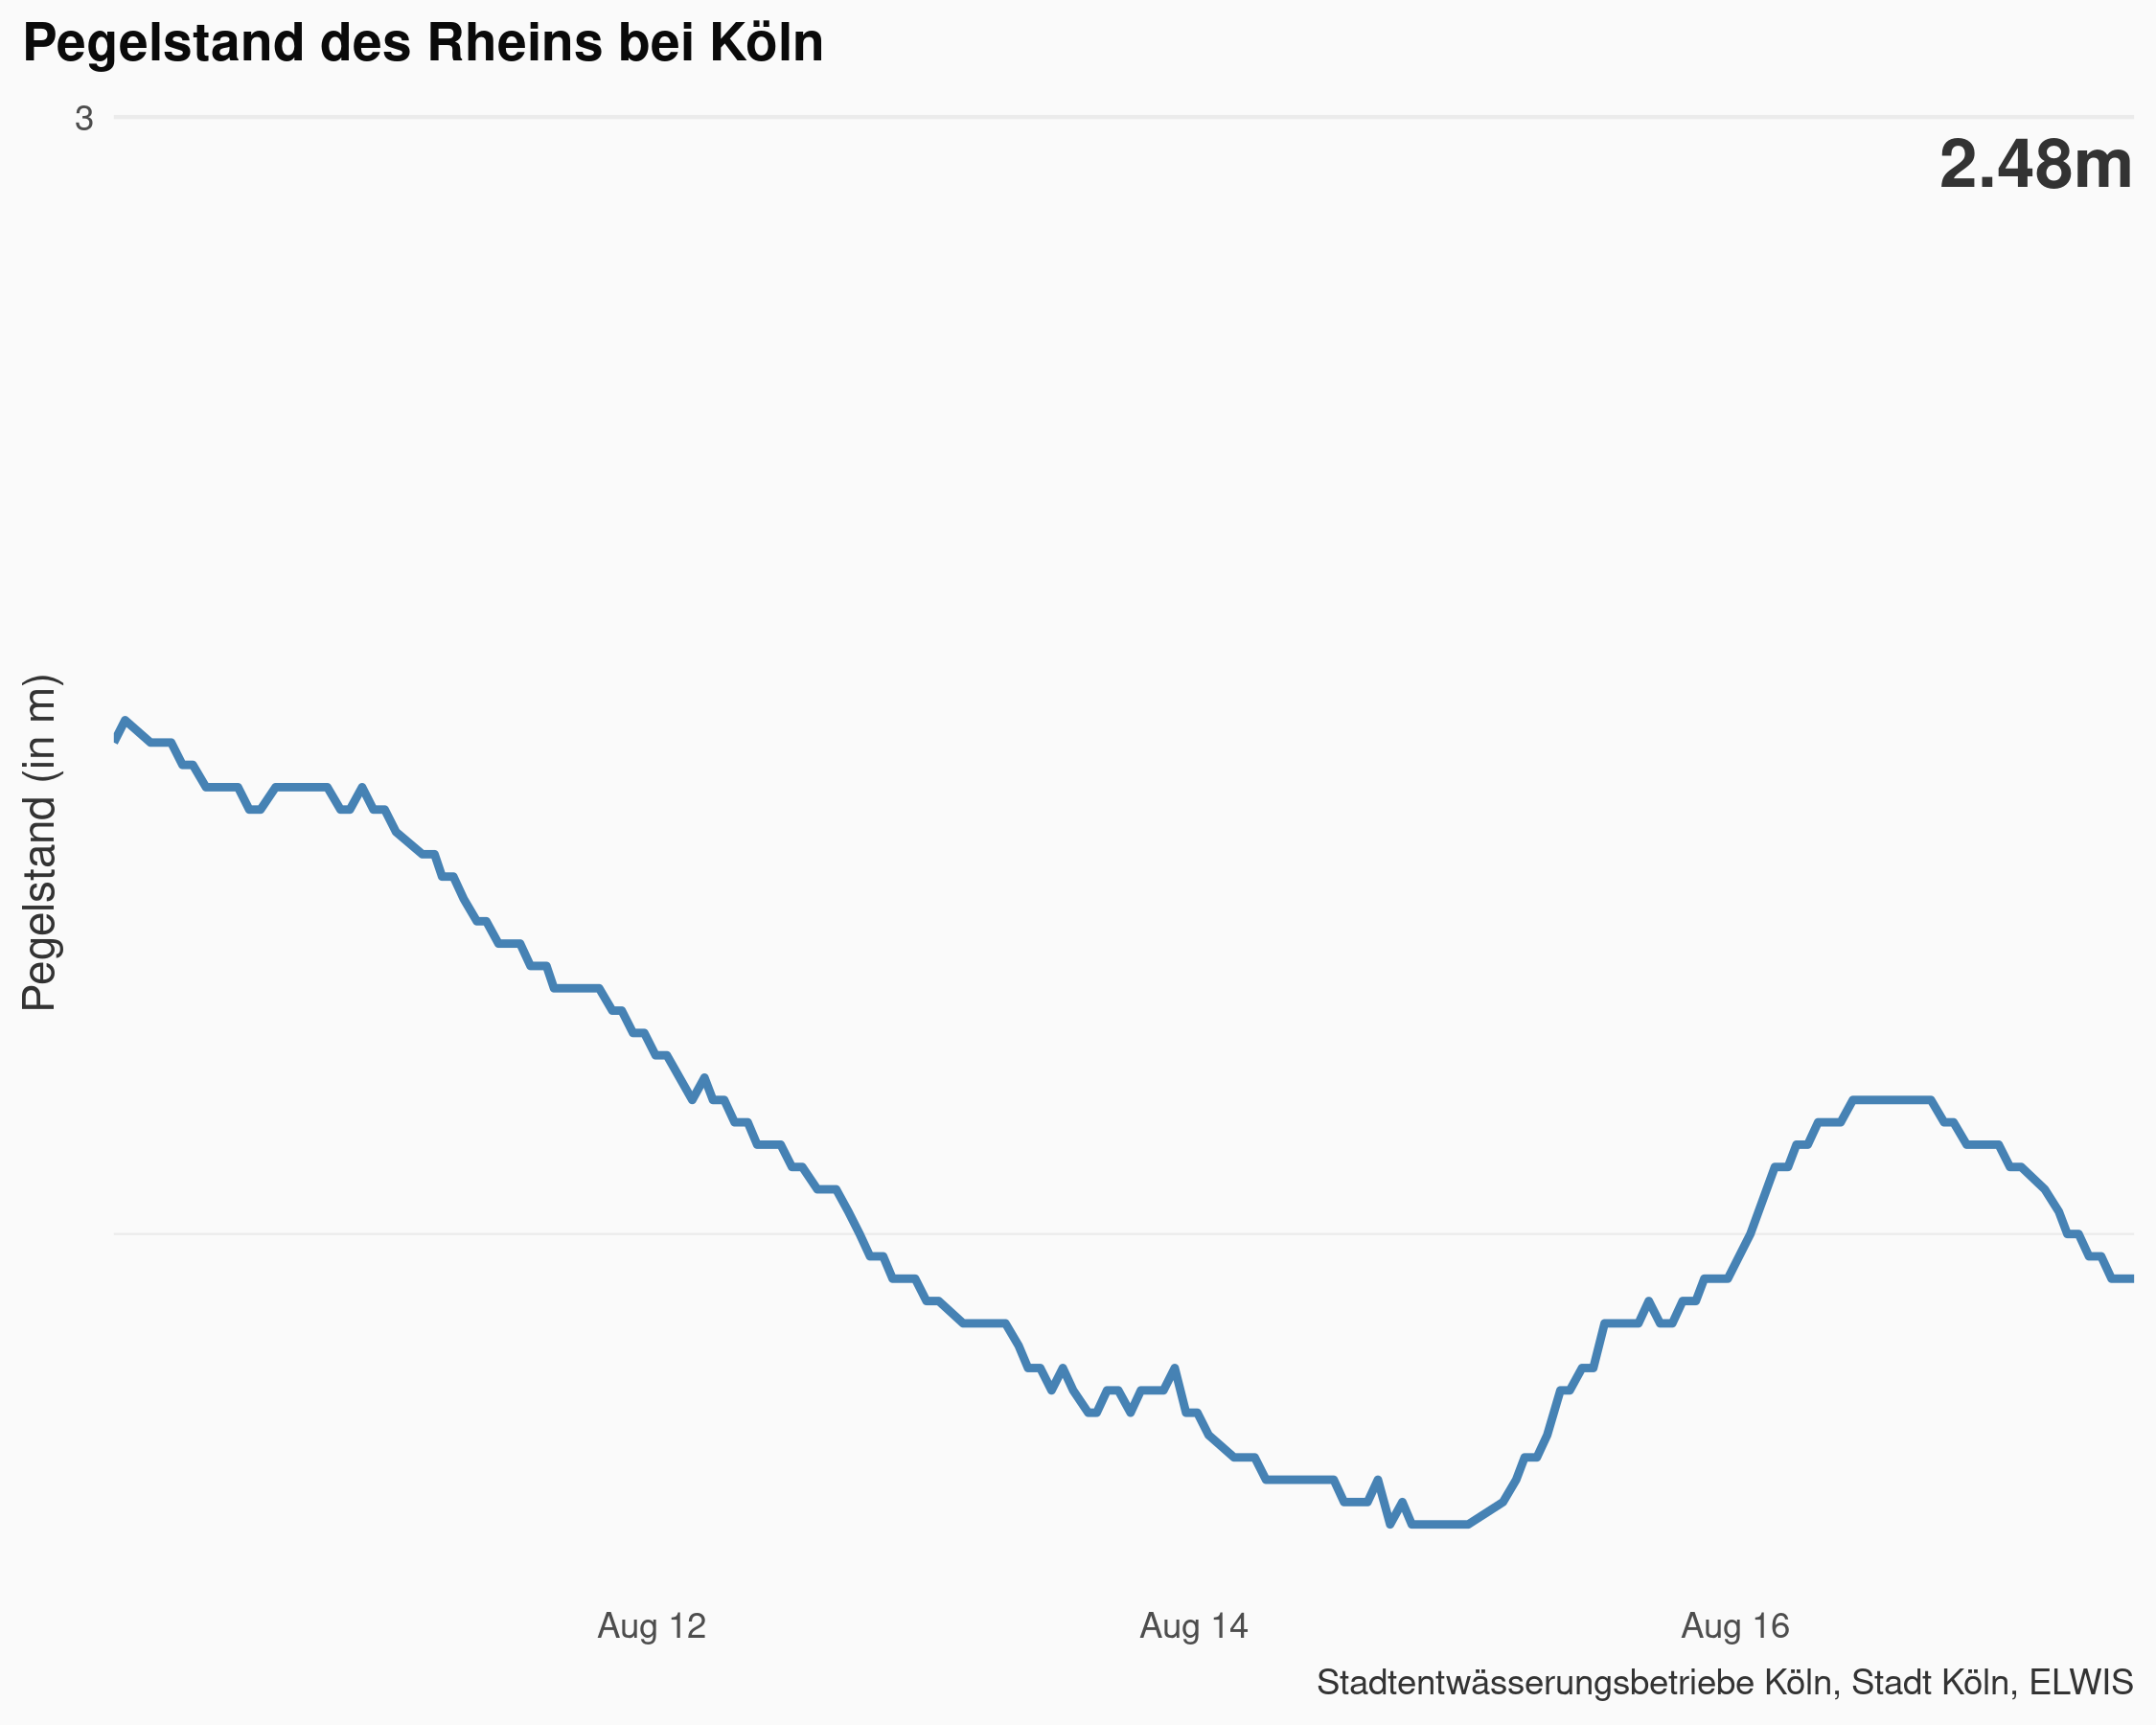 Pegelstand des Rheins bei Köln
3
2.48m
Pegelstand (in m)
Aug 12
Aug 14
Aug 16
Stadtentwässerungsbetriebe Köln, Stadt Köln, ELWIS